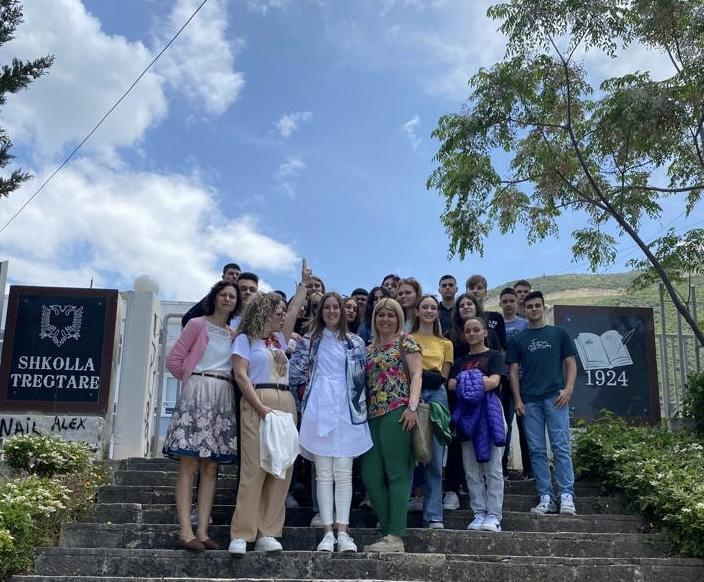 SHKOLLA
TREGTARE
1924
NAIL ALEX